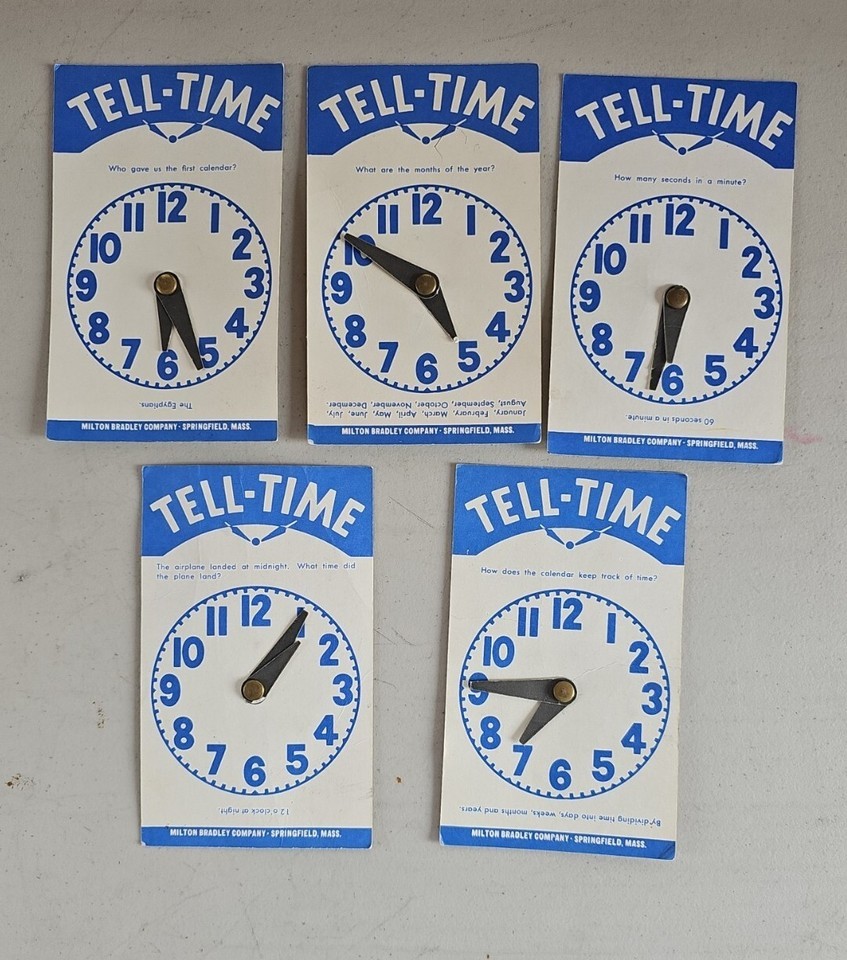 TELL-TIME
Who gave us the first calendar?
12
1
2
3
4
5
6
7
8
9
10
11
The Egyptians.
MILTON BRADLEY COMPANY · SPRINGFIELD, MASS.
TELL-TIME
What are the months of the year?
12
1
2
3
4
5
6
7
8
9
10
11
January, February, March, April, May, June, July,
August, September, October, November, December.
MILTON BRADLEY COMPANY · SPRINGFIELD, MASS.
TELL-TIME
How many seconds in a minute?
12
1
2
3
4
5
6
7
8
9
10
11
60 seconds in a minute.
MILTON BRADLEY COMPANY · SPRINGFIELD, MASS.
TELL-TIME
The airplane landed at midnight. What time did
the plane land?
12
1
2
3
4
5
6
7
8
9
10
11
12 o'clock at night.
MILTON BRADLEY COMPANY · SPRINGFIELD, MASS.
TELL-TIME
How does the calendar keep track of time?
12
1
2
3
4
5
6
7
8
9
10
11
By dividing time into days, weeks, months and years.
MILTON BRADLEY COMPANY · SPRINGFIELD, MASS.